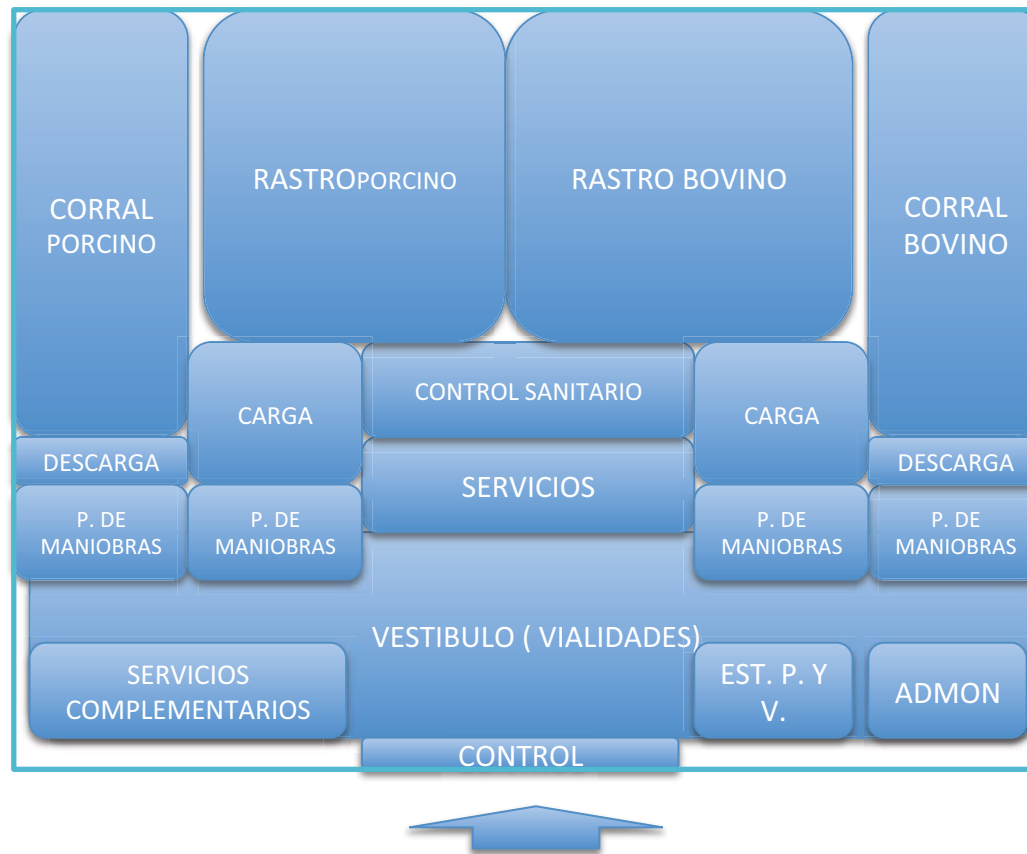 RASTROPORCINO
RASTRO BOVINO
CORRAL
PORCINO
CORRAL
BOVINO
CONTROL SANITARIO
CARGA
CARGA
DESCARGA
DESCARGA
SERVICIOS
P. DE
MANIOBRAS
P. DE
MANIOBRAS
P. DE
MANIOBRAS
P. DE
MANIOBRAS
VESTIBULO ( VIALIDADES)
SERVICIOS
COMPLEMENTARIOS
EST. P. Y
V.
ADMON
CONTROL